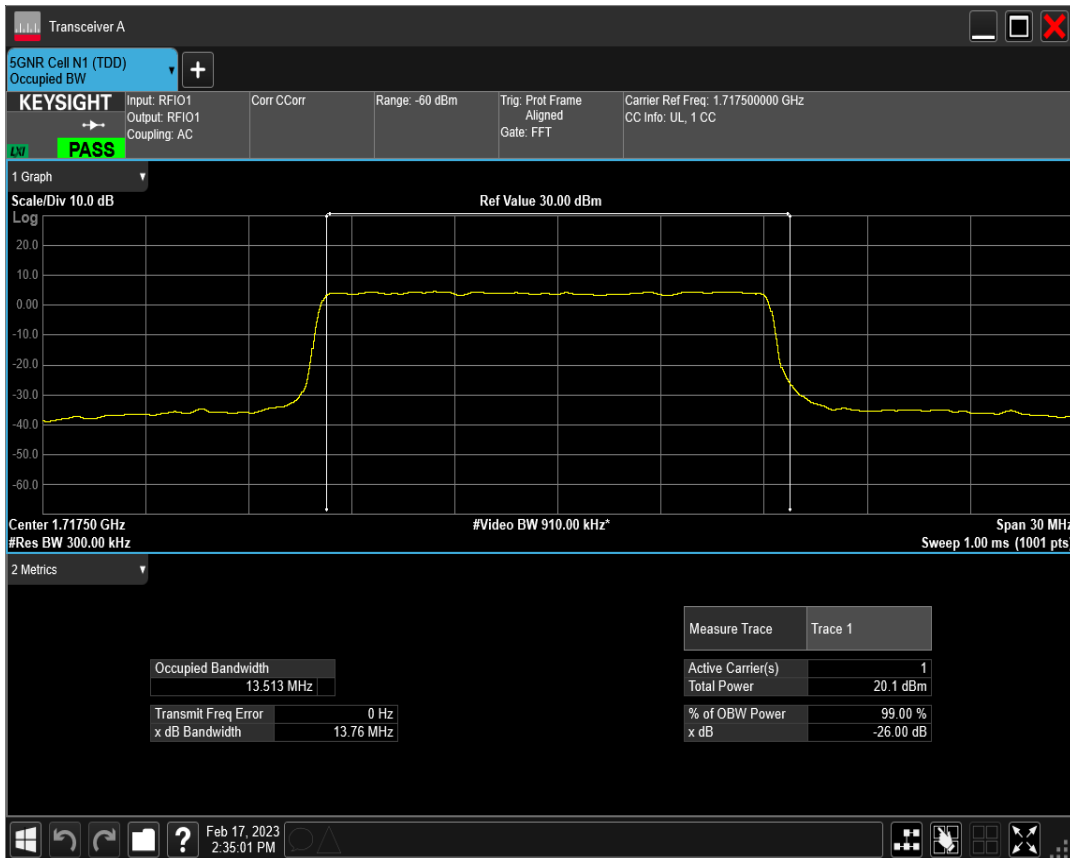 Transceiver A
5GNR Cell N1 (TDD)
Occupied BW
+
KEYSIGHT
LXI
PASS
Input: RFIO1
Output: RFIO1
Coupling: AC
Corr CCorr
Range: -60 dBm
Trig: Prot Frame
Aligned
Gate: FFT
Carrier Ref Freq: 1.717500000 GHz
CC Info: UL, 1 CC
1 Graph
Scale/Div 10.0 dB
Ref Value 30.00 dBm
Log
20.0
10.0
0.00
-10.0
-20.0
-30.0
-40.0
-50.0
-60.0
Center 1.71750 GHz
#Video BW 910.00 kHz*
Span 30 MHz
#Res BW 300.00 kHz
Sweep 1.00 ms (1001 pts)
2 Metrics
Measure Trace Trace 1
Occupied Bandwidth
13.513 MHz
Transmit Freq Error 0 Hz
x dB Bandwidth 13.76 MHz
Active Carrier(s) 1
Total Power 20.1 dBm
% of OBW Power 99.00 %
x dB -26.00 dB
?
Feb 17, 2023
2:35:01 PM